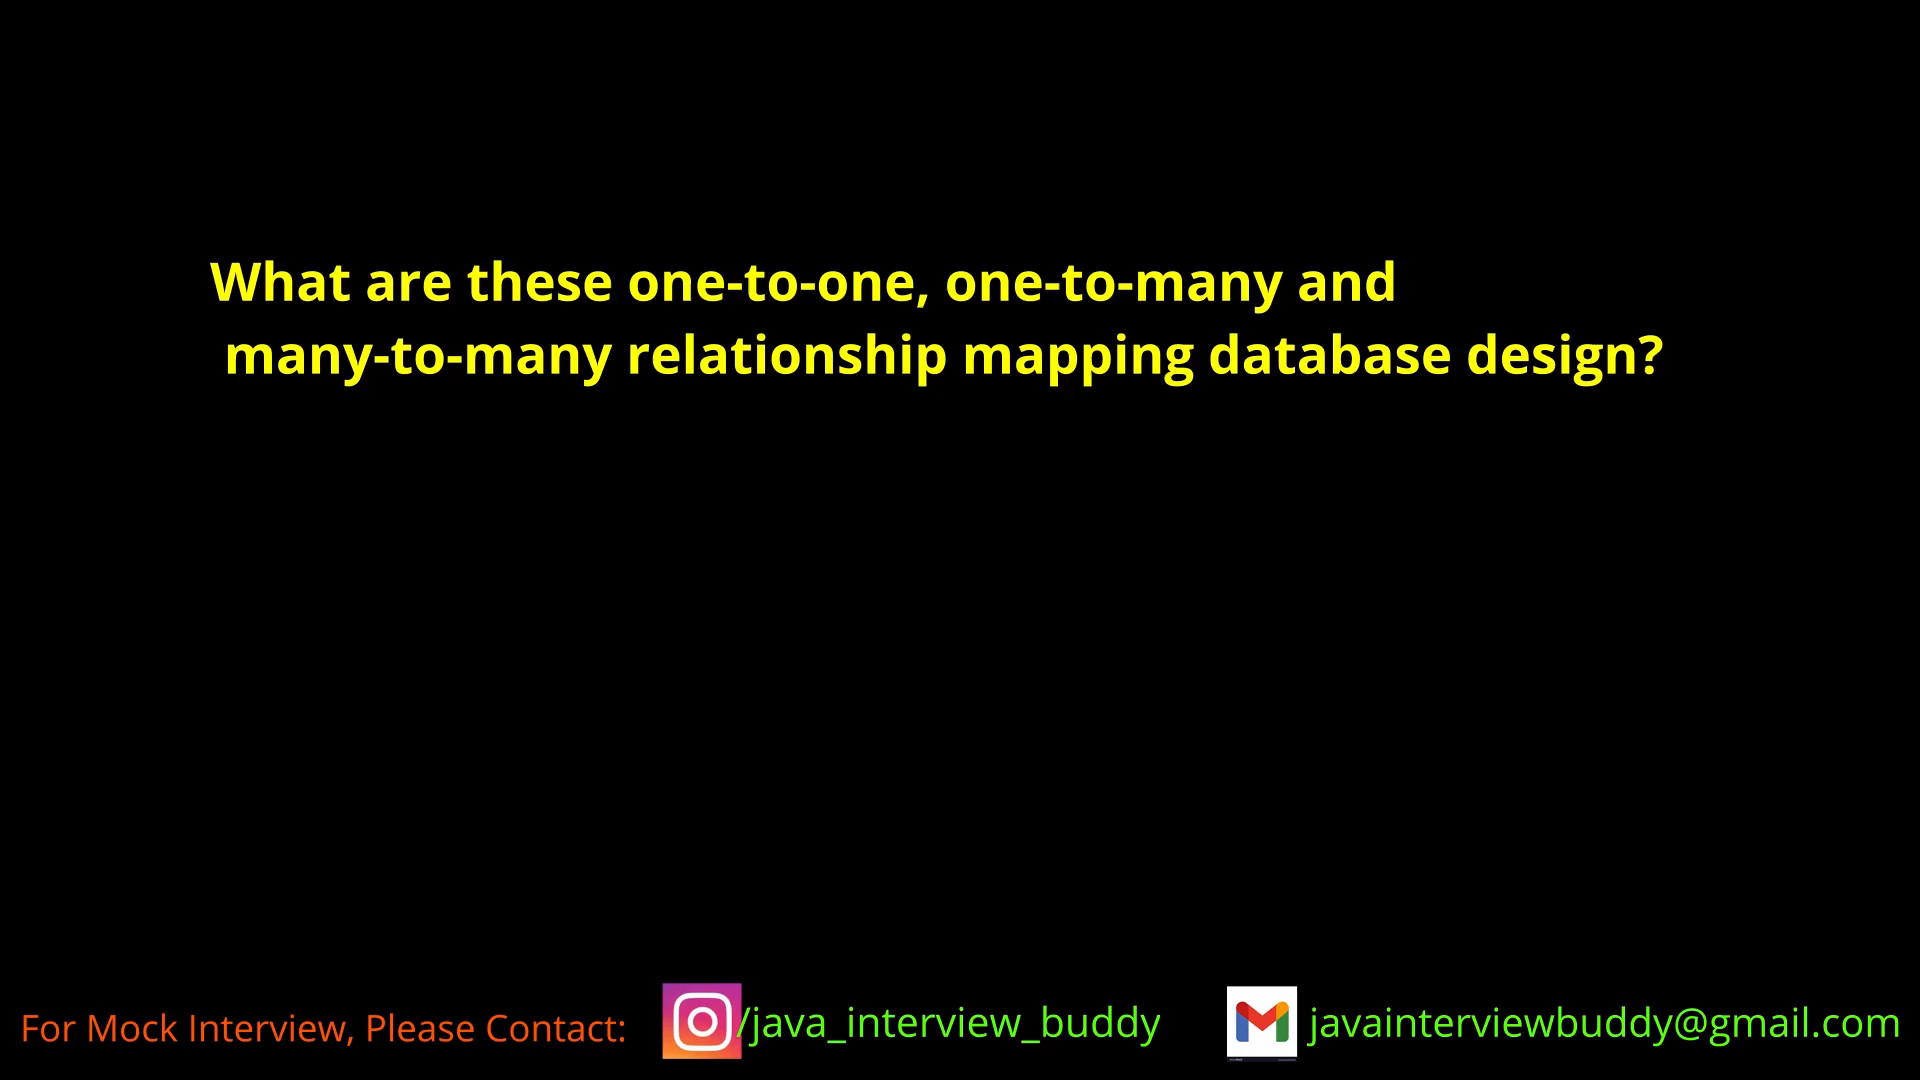 What are these one-to-one, one-to-many and
many-to-many relationship mapping database design?
For Mock Interview, Please Contact: /java_interview_buddy javainterviewbuddy@gmail.com